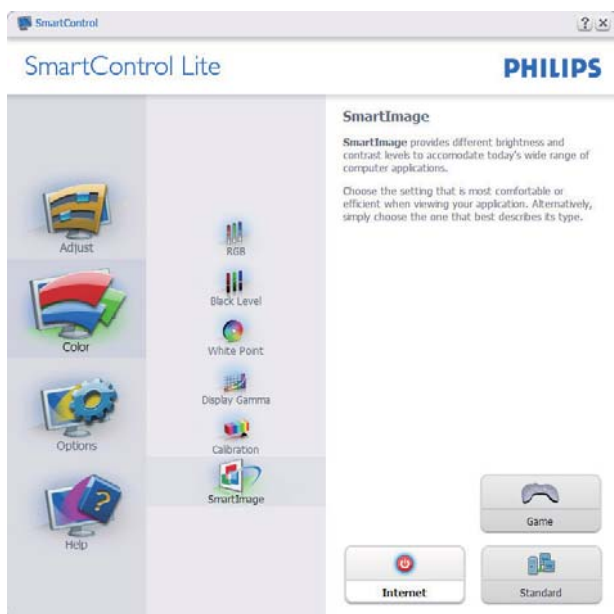 SmartControl
SmartControl Lite
PHILIPS
Adjust
Color
Options
Help
RGB
Black Level
White Point
Display Gamma
Calibration
SmartImage
SmartImage
SmartImage provides different brightness and
contrast levels to accomodate today's wide range of
computer applications.
Choose the setting that is most comfortable or
efficient when viewing your application. Alternatively,
simply choose the one that best describes its type.
Game
Internet
Standard